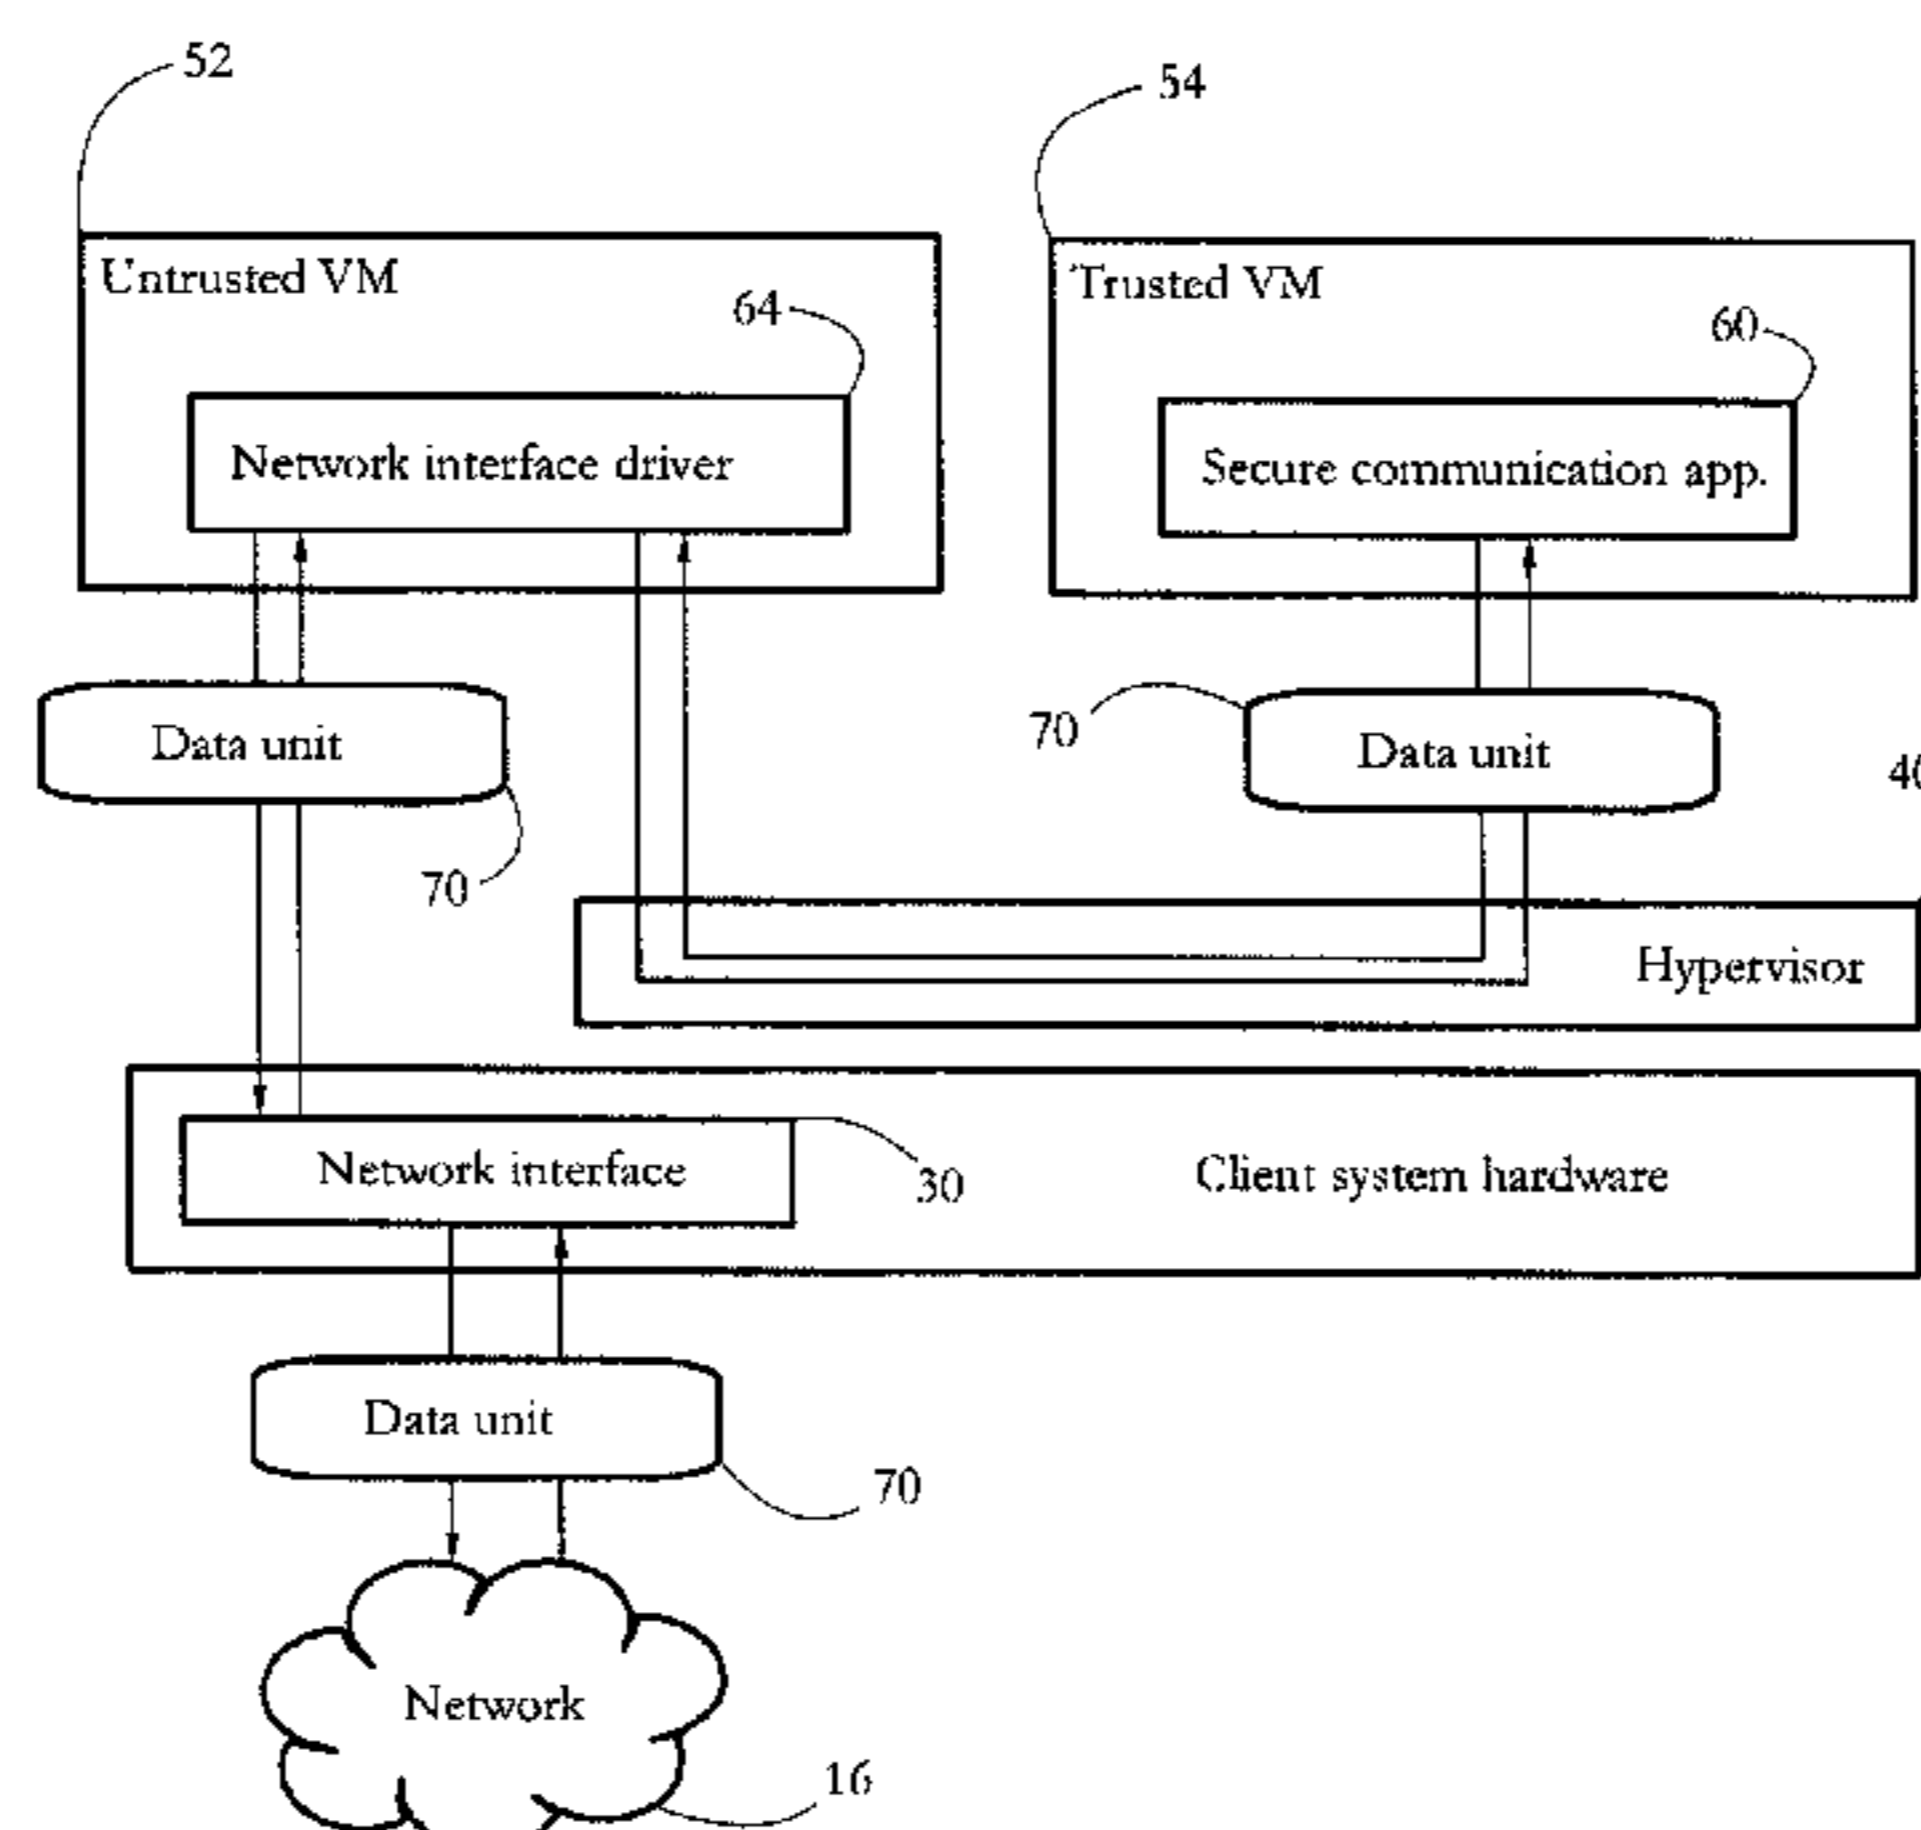 52
54
Untrusted VM
Trusted VM
64
60
Network interface driver
Secure communication app.
Data unit
70
Data unit
40
70
Hypervisor
Network interface
30
Client system hardware
Data unit
70
Network
16